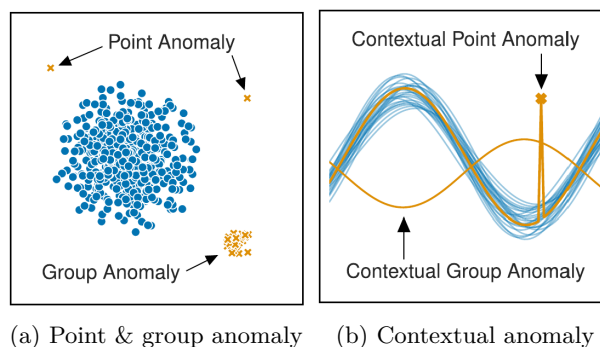 Point Anomaly
Group Anomaly
Contextual Point Anomaly
Contextual Group Anomaly
(a) Point & group anomaly
(b) Contextual anomaly